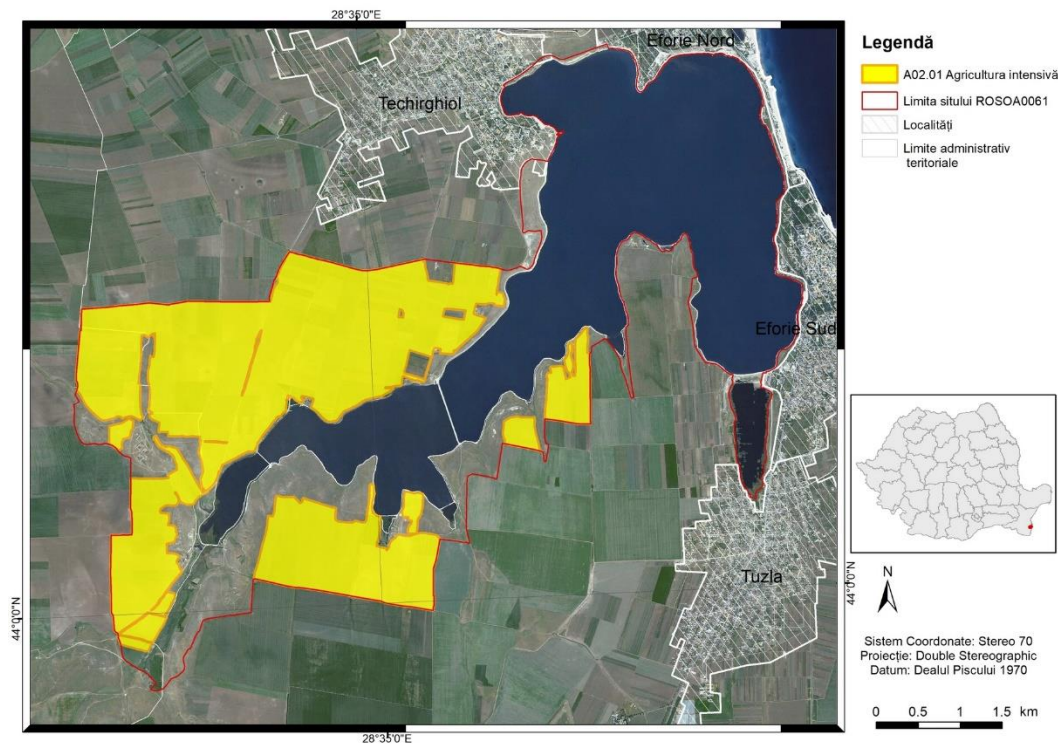 28°35'0"E
Eforie Nord
Techirghiol
Eforie Sud
Tuzla
44°0'0"N
44°0'0"N
28°35'0"E
Legendă
A02.01 Agricultura intensivă
Limita sitului ROSOA0061
Localități
Limite administrativ
teritoriale
N
Sistem Coordonate: Stereo 70
Proiecție: Double Stereographic
Datum: Dealul Piscului 1970
0 0.5 1 1.5 km